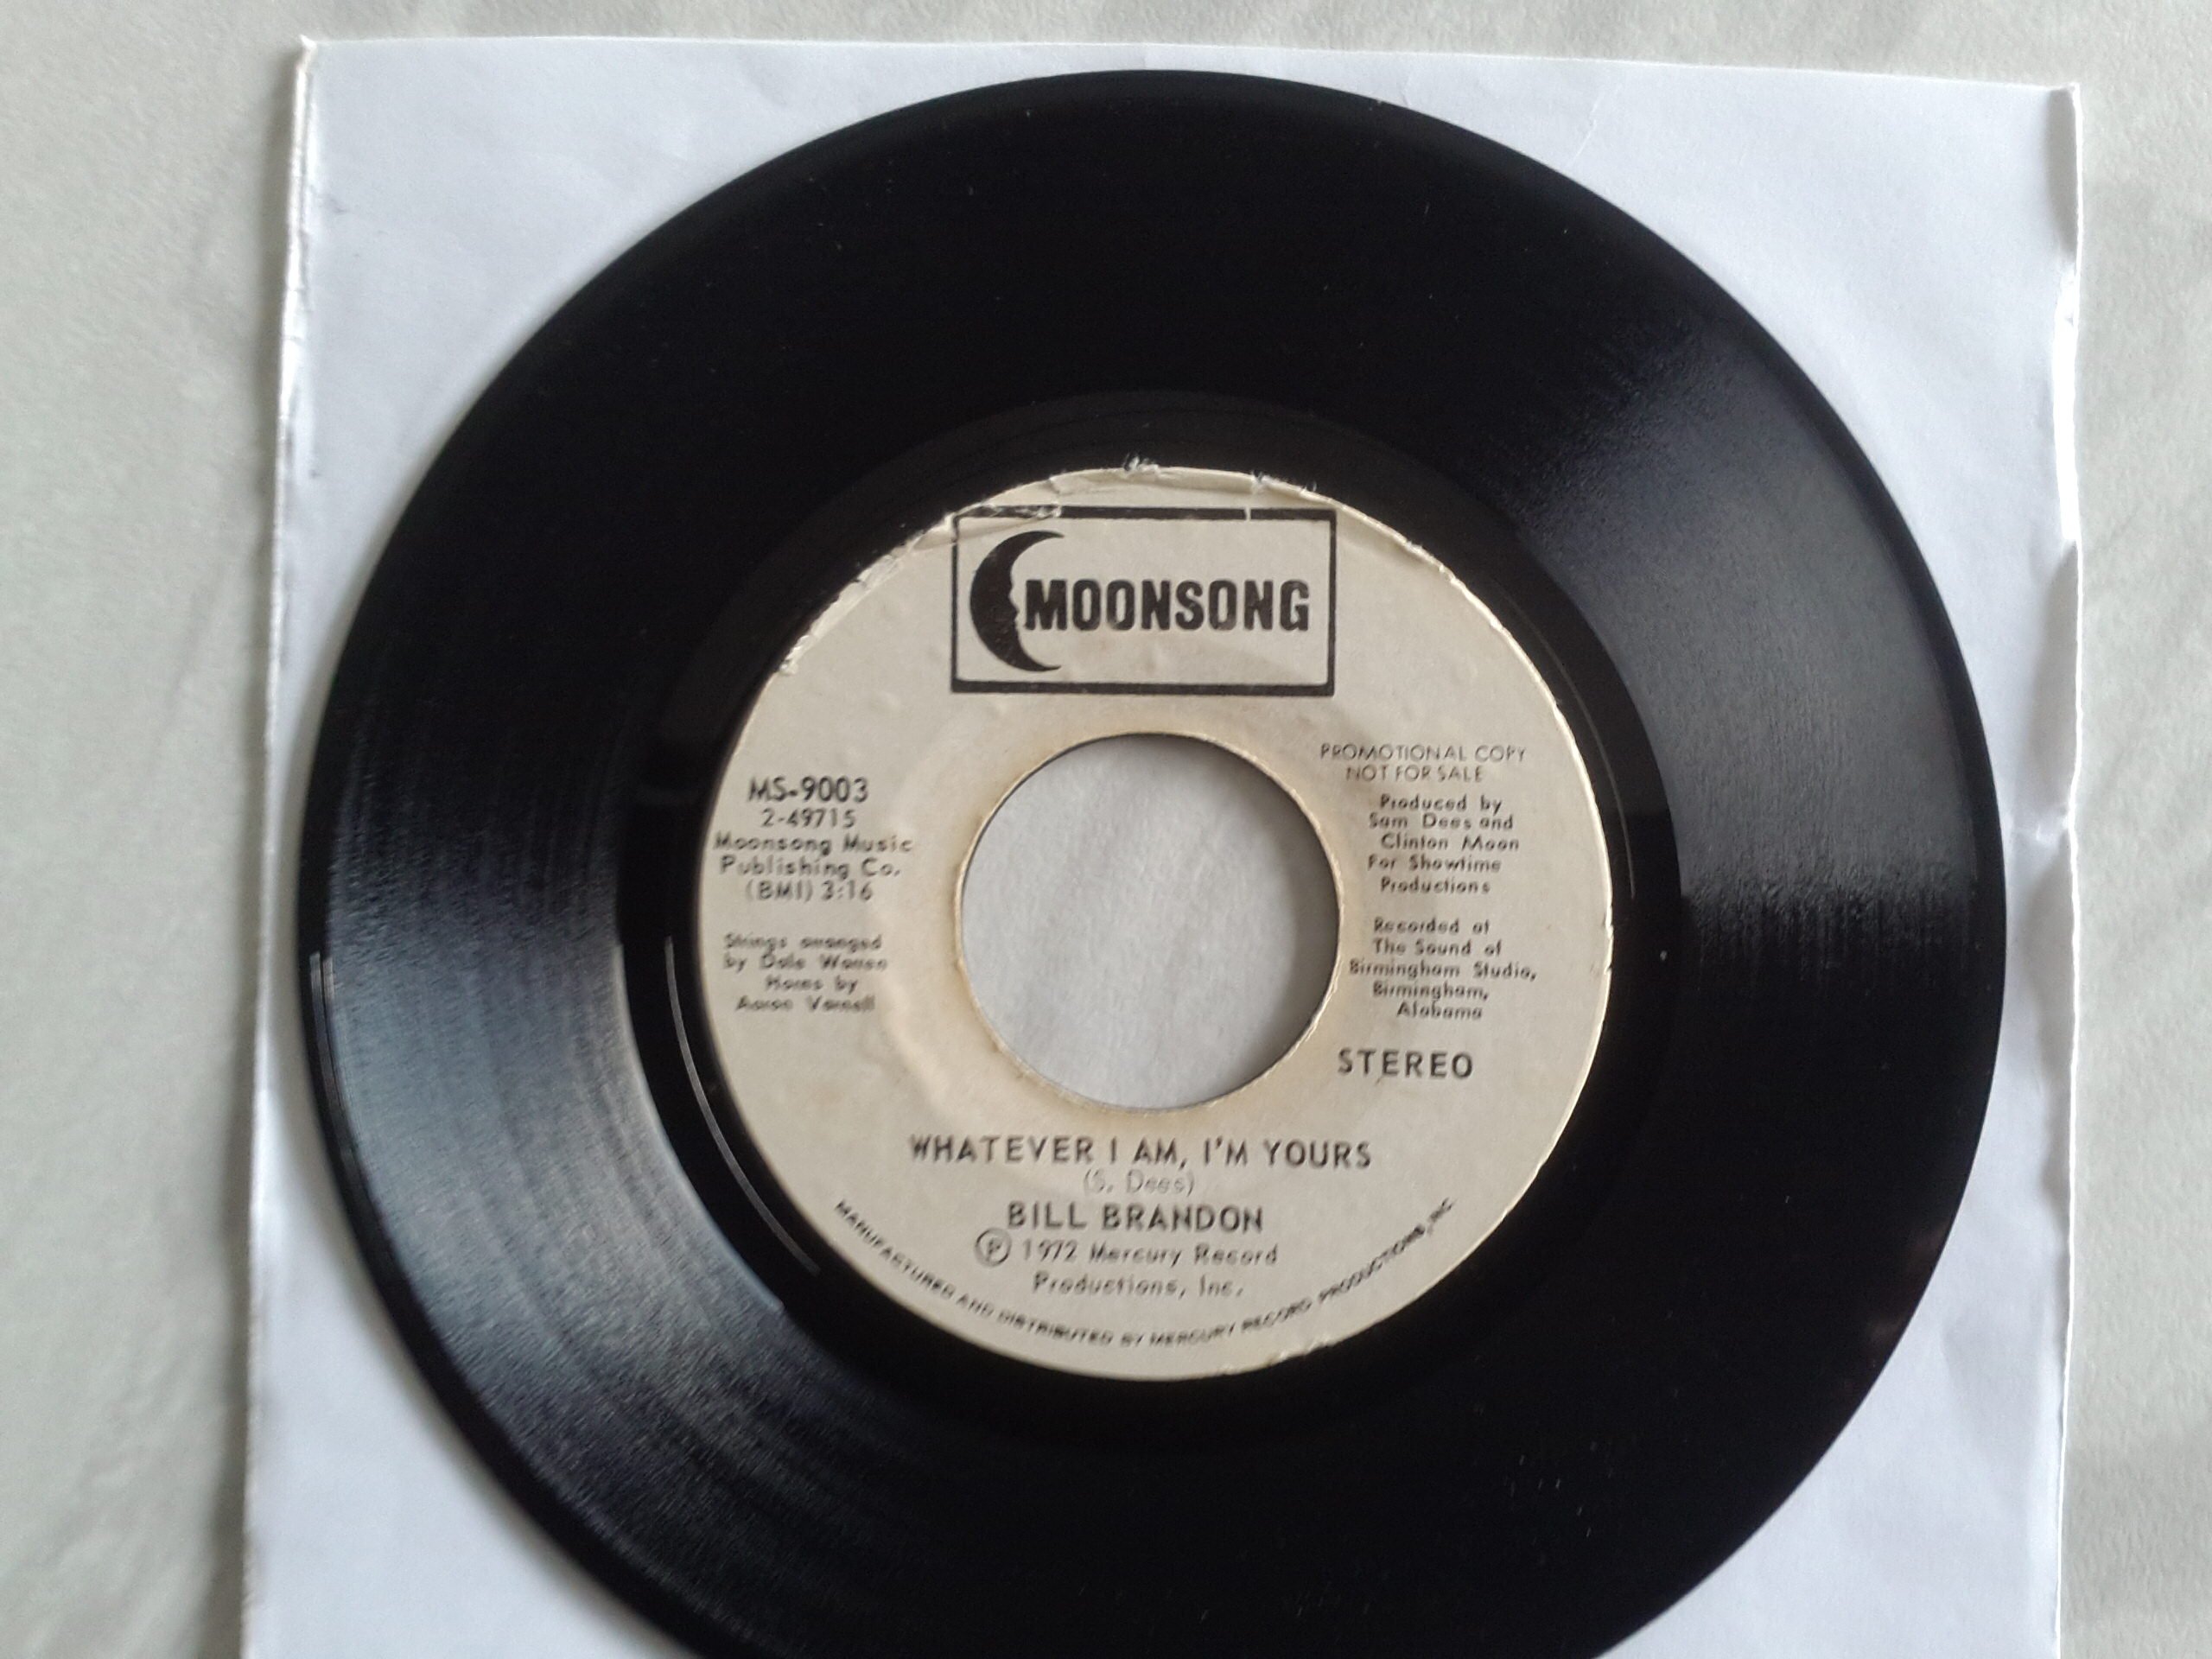 MOONSONG
MS-9003
2-49715
Moonsong Music
Publishing Co.
(BMI) 3:16
Strings arranged
by Dale Warren
Horns by
Aaron Varnell
PROMOTIONAL COPY
NOT FOR SALE
Produced by
Sam Dees and
Clinton Moon
For Showtime
Productions
Recorded at
The Sound of
Birmingham Studio,
Birmingham,
Alabama
STEREO
WHATEVER I AM, I'M YOURS
(S. Dees)
BILL BRANDON
Ⓟ 1972 Mercury Record
Productions, Inc.
MANUFACTURED AND DISTRIBUTED BY MERCURY RECORD PRODUCTIONS, INC.